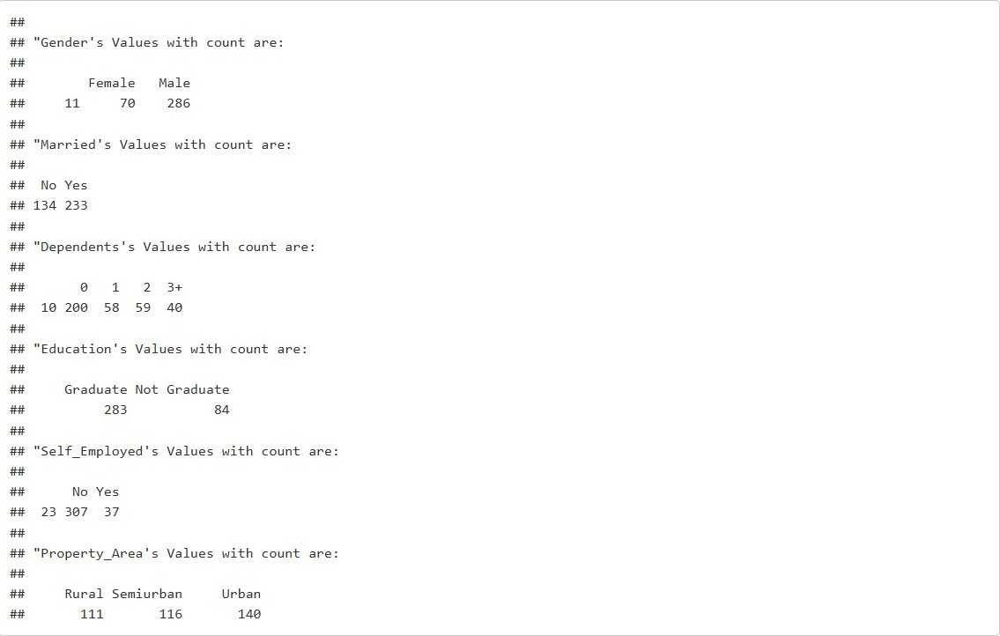 ##
## "Gender's Values with count are:
##
##        Female   Male
##     11     70    286
##
## "Married's Values with count are:
##
##  No Yes
## 134 233
##
## "Dependents's Values with count are:
##
##       0   1   2  3+
##  10 200  58  59  40
##
## "Education's Values with count are:
##
##     Graduate Not Graduate
##          283           84
##
## "Self_Employed's Values with count are:
##
##      No Yes
##  23 307  37
##
## "Property_Area's Values with count are:
##
##     Rural Semiurban     Urban
##       111       116       140